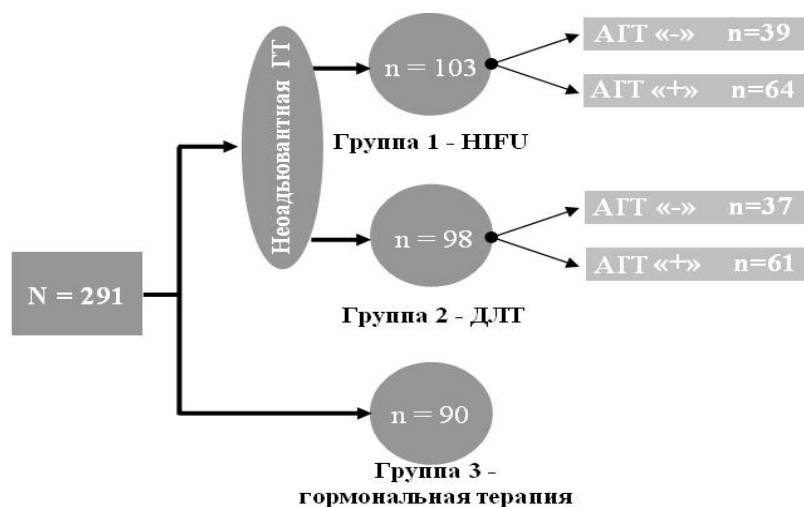 АГТ «-» n=39
n = 103
АГТ «+» n=64
Неоадьювантная ГТ
Группа 1 - HIFU
АГТ «-» n=37
n = 98
АГТ «+» n=61
N = 291
Группа 2 - ДЛТ
n = 90
Группа 3 -
гормональная терапия